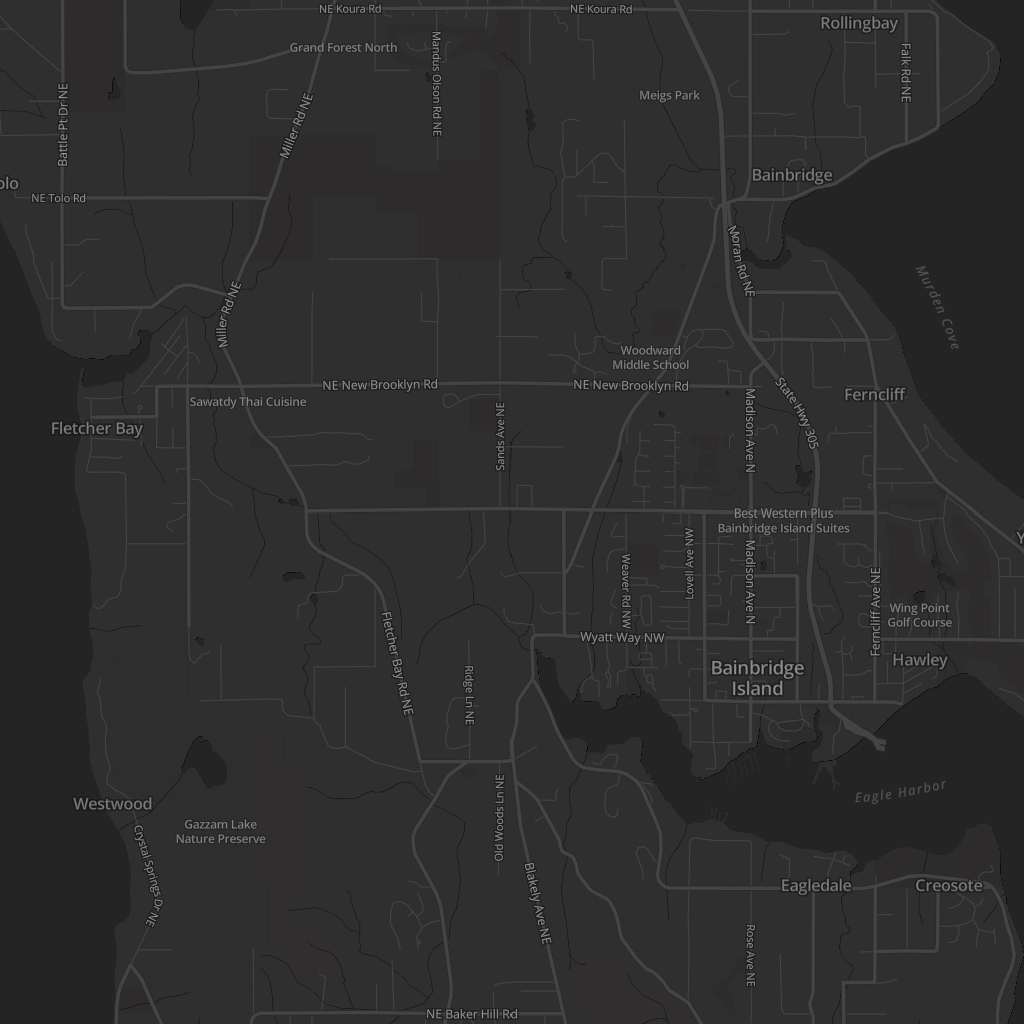 NE Koura Rd
NE Koura Rd
Rollingbay
Grand Forest North
Mandus Olson Rd NE
Falk Rd NE
Battle Pt Dr NE
Miller Rd NE
Meigs Park
Bainbridge
olo
NE Tolo Rd
Moran Rd NE
Murden Cove
Miller Rd NE
Woodward
Middle School
NE New Brooklyn Rd
NE New Brooklyn Rd
Sawatdy Thai Cuisine
State Hwy 305
Ferncliff
Fletcher Bay
Sands Ave NE
Madison Ave N
Best Western Plus
Bainbridge Island Suites
Y
Lovell Ave NW
Weaver Rd NW
Madison Ave N
Ferncliff Ave NE
Wing Point
Golf Course
Fletcher Bay Rd NE
Wyatt Way NW
Hawley
Bainbridge
Island
Ridge Ln NE
Eagle Harbor
Westwood
Old Woods Ln NE
Gazzam Lake
Nature Preserve
Crystal Springs Dr NE
Blakely Ave NE
Eagledale
Creosote
Rose Ave NE
NE Baker Hill Rd